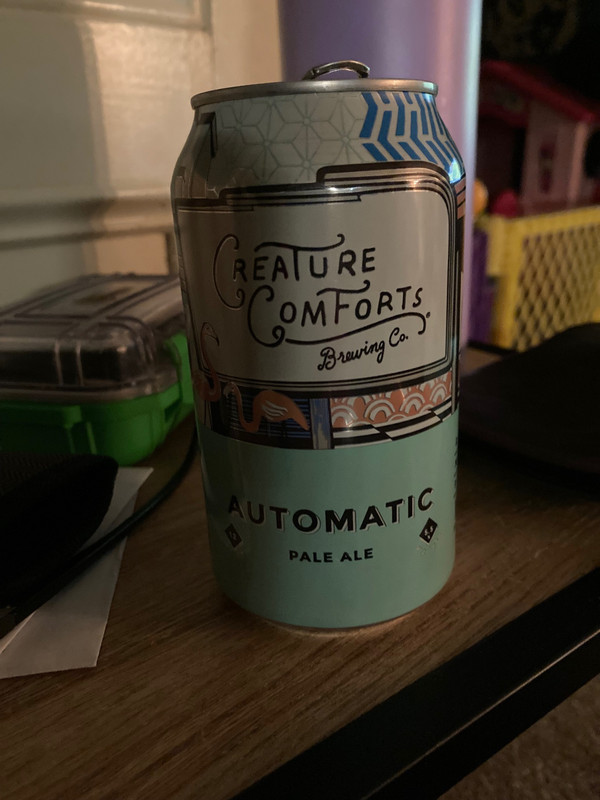 CREATURE
COMFORTS
Brewing Co.
AUTOMATIC
PALE ALE